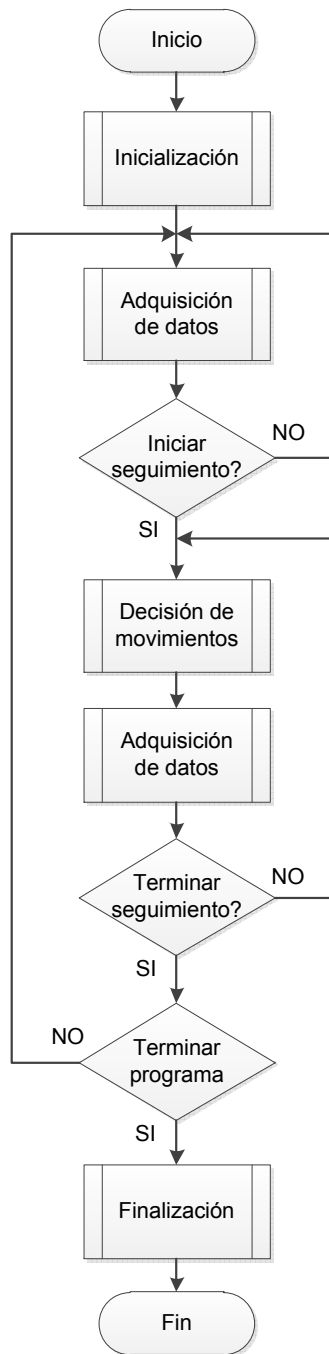 Inicio
Inicialización
Adquisición
de datos
Iniciar
seguimiento?
NO
SI
Decisión de
movimientos
Adquisición
de datos
Terminar
seguimiento?
NO
SI
Terminar
programa
NO
SI
Finalización
Fin